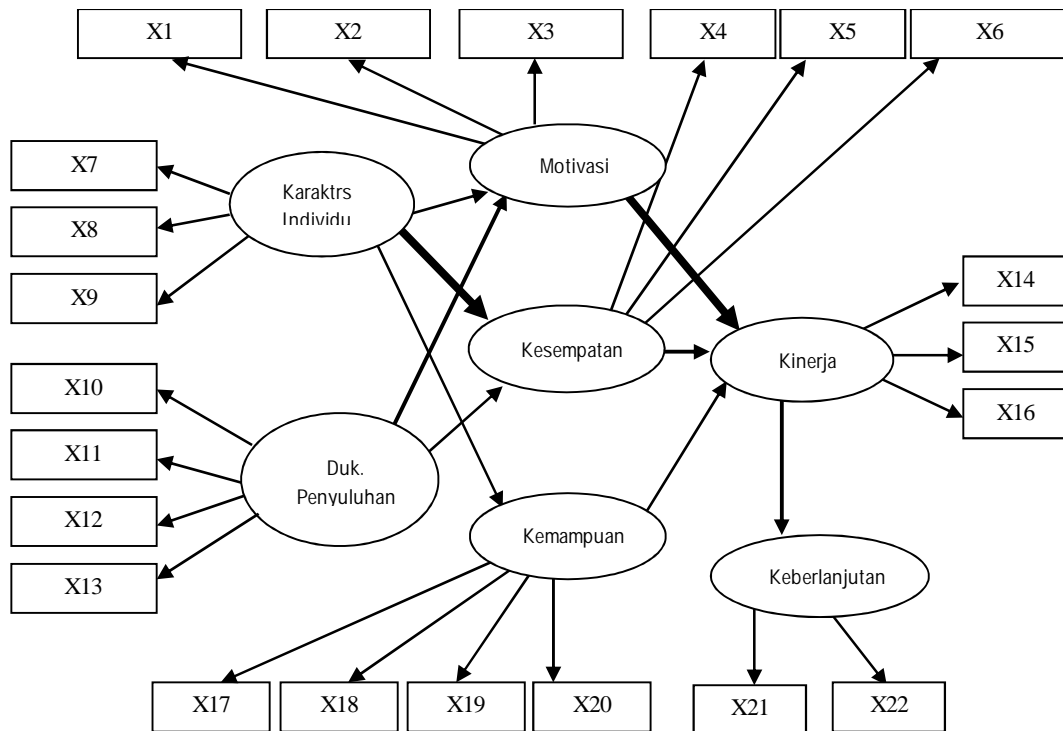 X1
X2
X3
X4
X5
X6
Motivasi
X7
X8
X9
Karaktrs
Individu
X14
X15
X16
Kesempatan
Kinerja
X10
X11
X12
X13
Duk.
Penyuluhan
Kemampuan
Keberlanjutan
X17
X18
X19
X20
X21
X22